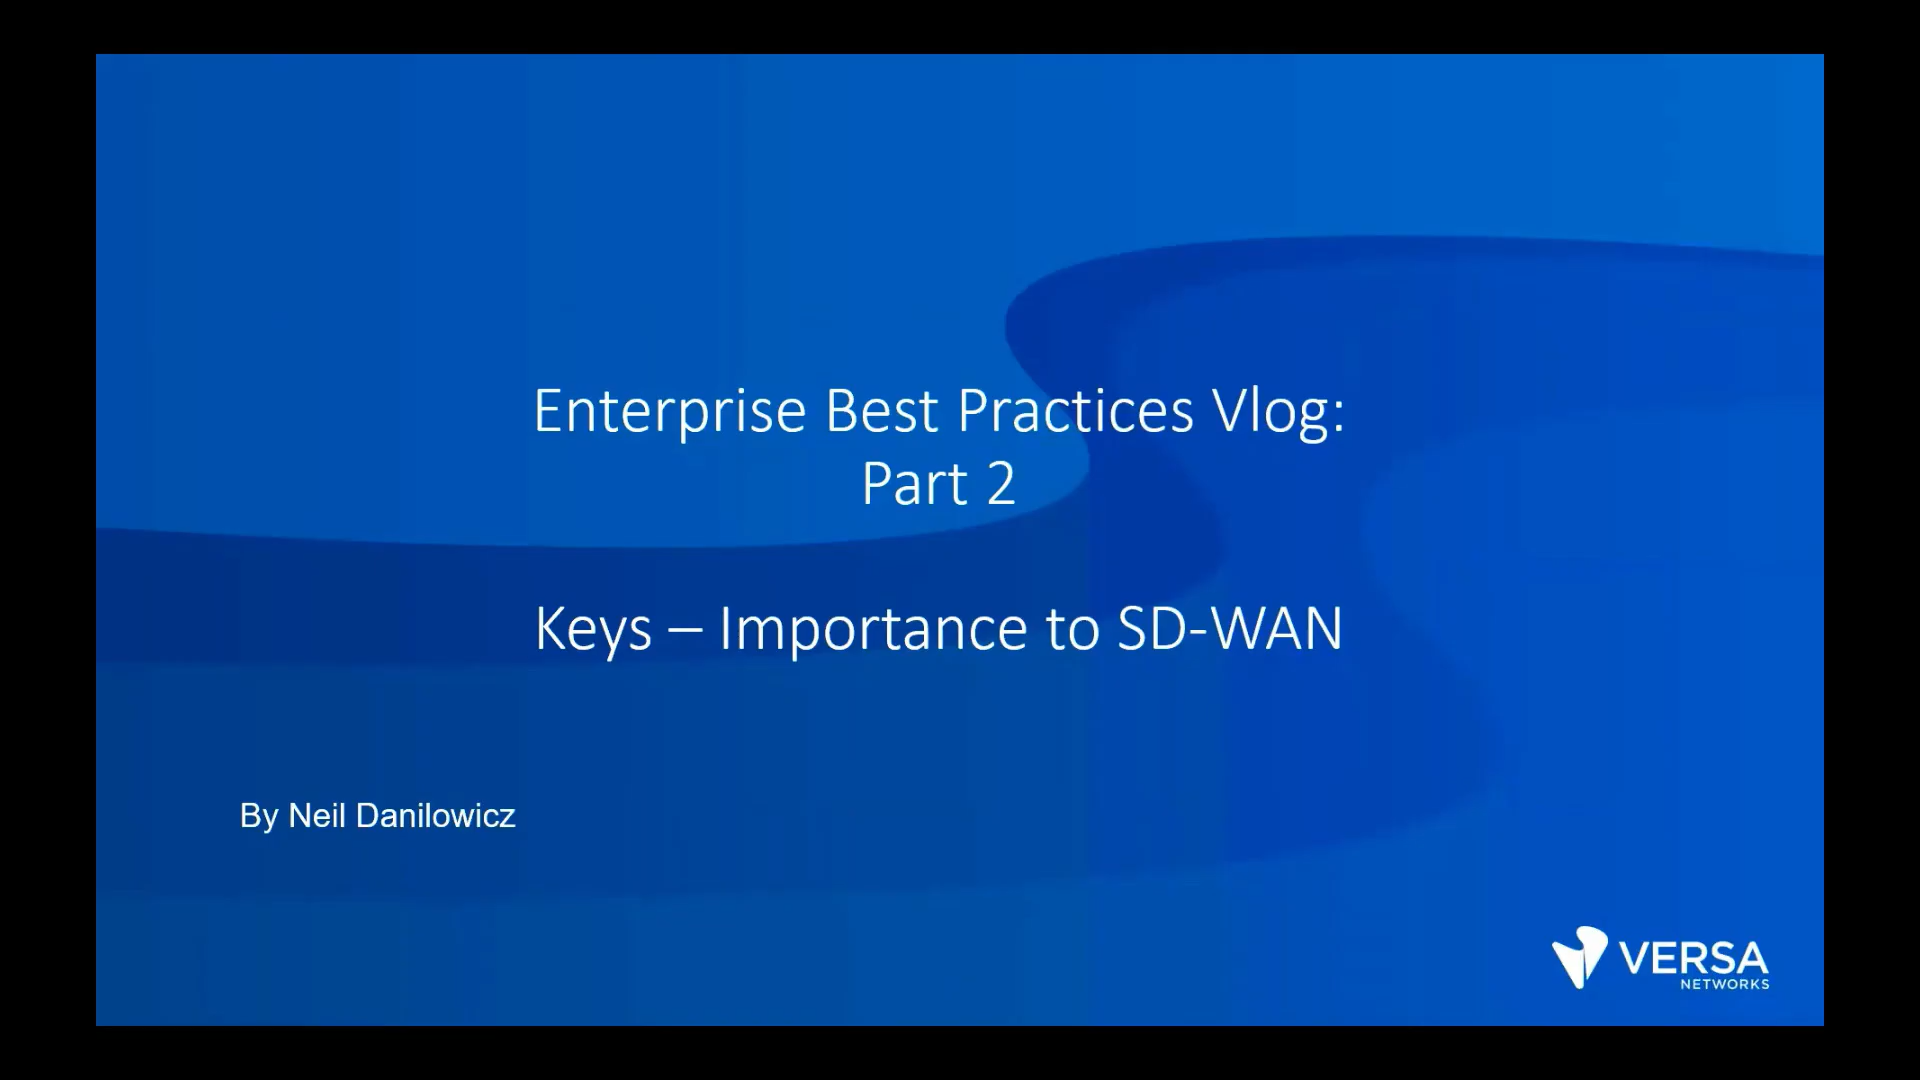 Enterprise Best Practices Vlog:
Part 2
Keys – Importance to SD-WAN
By Neil Danilowicz
VERSA
NETWORKS